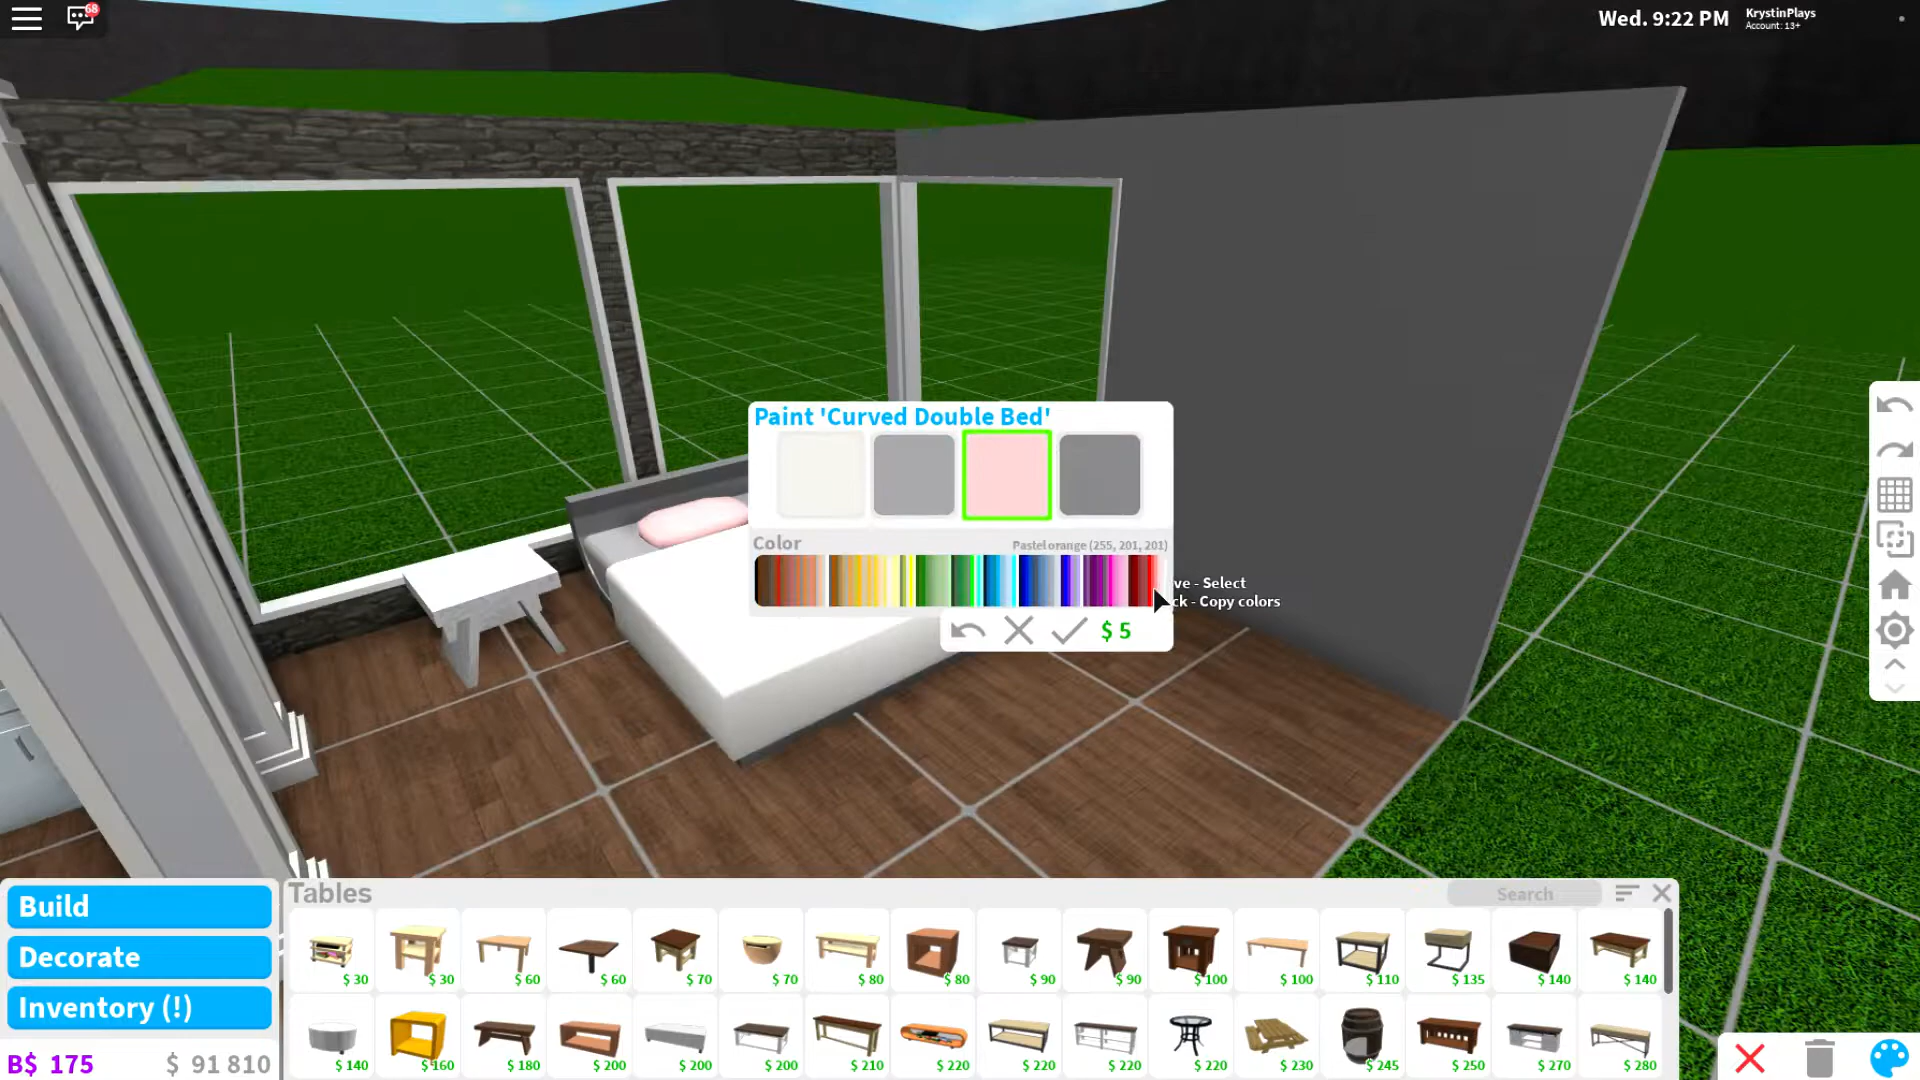 68
Wed. 9:22 PM
KrystinPlays
Account: 13+
Paint 'Curved Double Bed'
Color
Pastel orange (255, 201, 201)
ve - Select
ck - Copy colors
$ 5
Build
Decorate
Inventory (!)
B$ 175
$ 91 810
Tables
Search
$ 30
$ 30
$ 60
$ 60
$ 70
$ 70
$ 80
$ 80
$ 90
$ 90
$ 100
$ 100
$ 110
$ 135
$ 140
$ 140
$ 140
$ 160
$ 180
$ 200
$ 200
$ 200
$ 210
$ 220
$ 220
$ 220
$ 220
$ 230
$ 245
$ 250
$ 270
$ 280